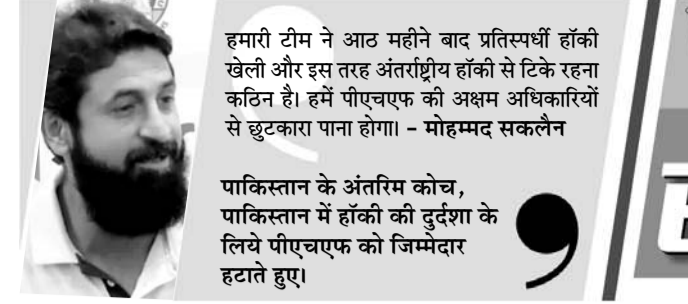 हमारी टीम ने आठ महीने बाद प्रतिस्पर्धी हॉकी
खेली और इस तरह अंतर्राष्ट्रीय हॉकी से टिके रहना
कठिन है। हमें पीएचएफ की अक्षम अधिकारियों
से छुटकारा पाना होगा। – मोहम्मद सकलैन
पाकिस्तान के अंतरिम कोच,
पाकिस्तान में हॉकी की दुर्दशा के
लिये पीएचएफ को जिम्मेदार
हटाते हुए।